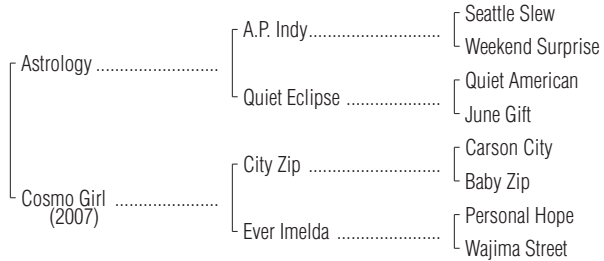 Seattle Slew
A.P. Indy
Weekend Surprise
Astrology
Quiet American
Quiet Eclipse
June Gift
Carson City
City Zip
Baby Zip
Cosmo Girl
(2007)
Personal Hope
Ever Imelda
Wajima Street